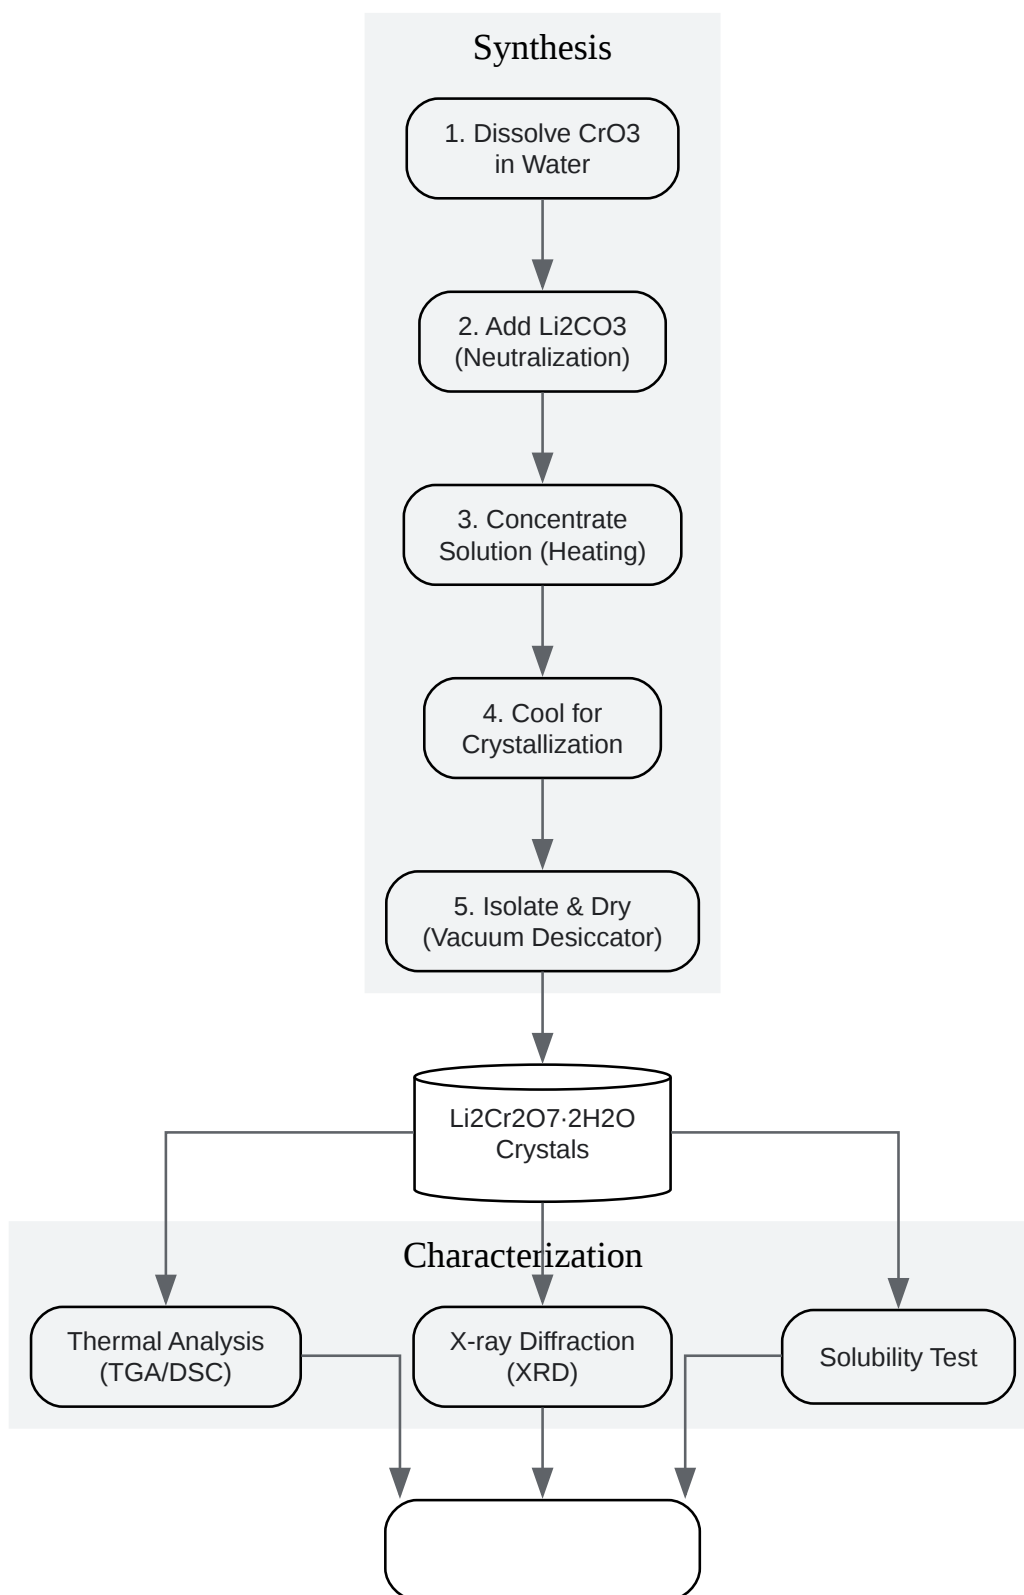 Synthesis
1. Dissolve CrO3
in Water
2. Add Li2CO3
(Neutralization)
3. Concentrate
Solution (Heating)
4. Cool for
Crystallization
5. Isolate & Dry
(Vacuum Desiccator)
Li2Cr2O7·2H2O
Crystals
Characterization
Thermal Analysis
(TGA/DSC)
X-ray Diffraction
(XRD)
Solubility Test